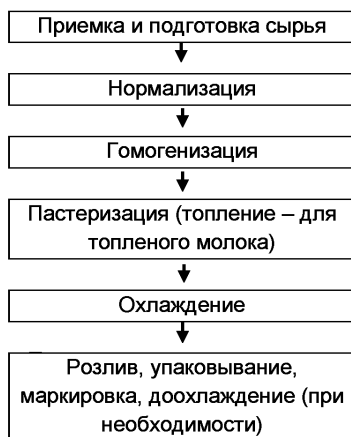 Приемка и подготовка сырья
Нормализация
Гомогенизация
Пастеризация (топление – для
топленого молока)
Охлаждение
Розлив, упаковывание,
маркировка, доохлаждение (при
необходимости)